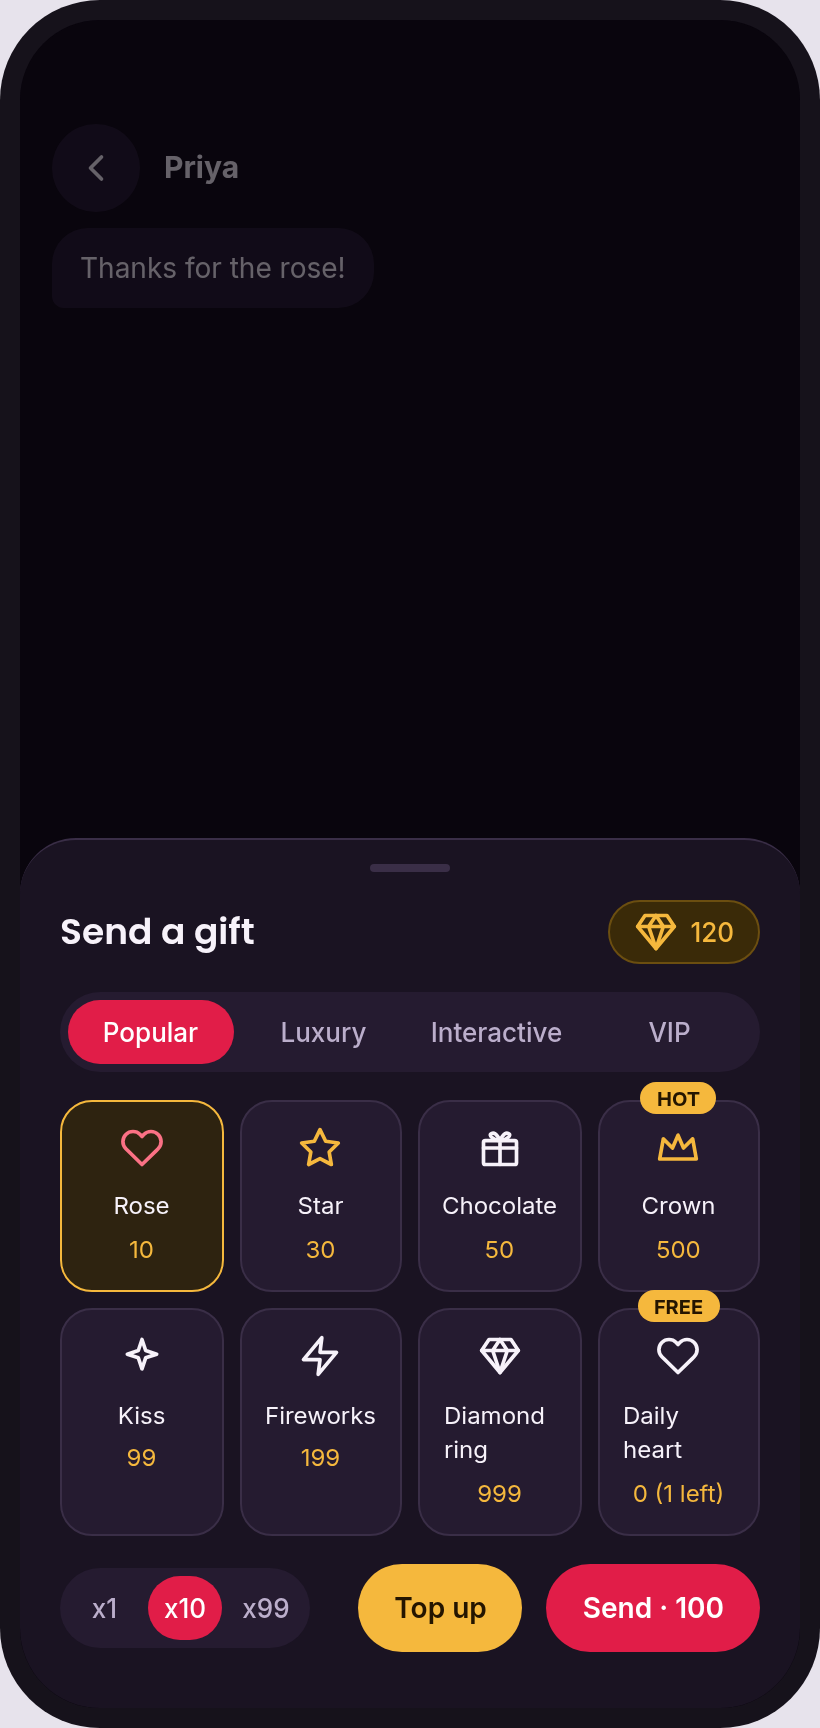 Priya
Thanks for the rose!
Send a gift
120
Popular
Luxury
Interactive
VIP
HOT
Rose
Star
Chocolate
Crown
10
30
50
500
FREE
Kiss
Fireworks
Diamond
ring
Daily
heart
99
199
999
0 (1 left)
x1
x10
x99
Top up
Send · 100